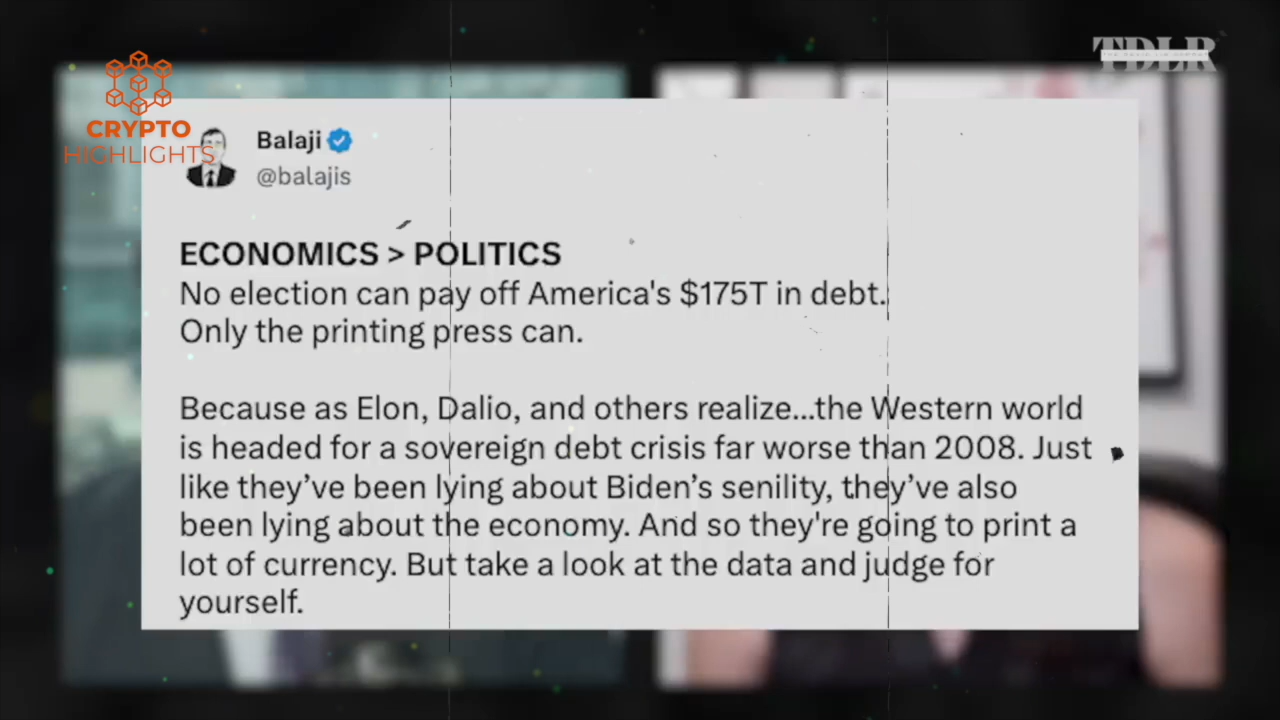 CRYPTO
HIGHLIGHTS
TDLR
Balaji
@balajis
ECONOMICS > POLITICS
No election can pay off America's $175T in debt.
Only the printing press can.
Because as Elon, Dalio, and others realize...the Western world
is headed for a sovereign debt crisis far worse than 2008. Just
like they’ve been lying about Biden’s senility, they’ve also
been lying about the economy. And so they're going to print a
lot of currency. But take a look at the data and judge for
yourself.